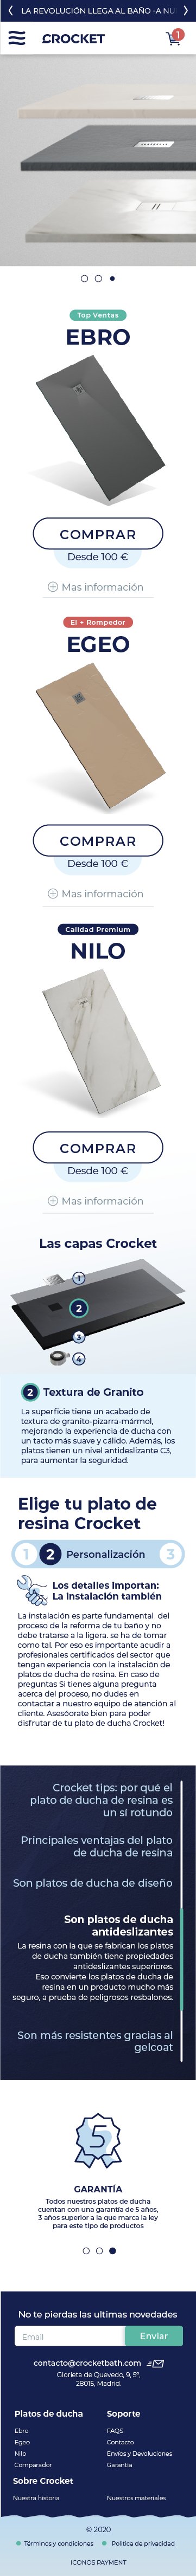 LA REVOLUCIÓN LLEGA AL BAÑO -A NU
CROCKET
1
Top Ventas
EBRO
COMPRAR
Desde 100 €
Mas información
El + Rompedor
EGEO
COMPRAR
Desde 100 €
Mas información
Calidad Premium
NILO
COMPRAR
Desde 100 €
Mas información
Las capas Crocket
1
2
3
4
2 Textura de Granito
La superficie tiene un acabado de
textura de granito-pizarra-mármol,
mejorando la experiencia de ducha con
un tacto más suave y cálido. Además, los
platos tienen un nivel antideslizante C3,
para aumentar la seguridad.
Elige tu plato de
resina Crocket
1 2 Personalización 3
Los detalles Importan:
La instalación también
La instalación es parte fundamental del
proceso de la reforma de tu baño y no
debe tratarse a la ligera. se ha de tomar
como tal. Por eso es importante acudir a
profesionales certificados del sector que
tengan experiencia con la instalación de
platos de ducha de resina. En caso de
preguntas Si tienes alguna pregunta
acerca del proceso, no dudes en
contactar a nuestro equipo de atención al
cliente. Asesórate bien para poder
disfrutar de tu plato de ducha Crocket!
Crocket tips: por qué el
plato de ducha de resina es
un sí rotundo
Principales ventajas del plato
de ducha de resina
Son platos de ducha de diseño
Son platos de ducha
antideslizantes
La resina con la que se fabrican los platos
de ducha también tiene propiedades
antideslizantes superiores.
Eso convierte los platos de ducha de
resina en un producto mucho más
seguro, a prueba de peligrosos resbalones.
Son más resistentes gracias al
gelcoat
5
GARANTÍA
Todos nuestros platos de ducha
cuentan con una garantía de 5 años,
3 años superior a la que marca la ley
para este tipo de productos
No te pierdas las ultimas novedades
Email
Enviar
contacto@crocketbath.com
Glorieta de Quevedo, 9, 5º,
28015, Madrid.
Platos de ducha
Soporte
Ebro
FAQS
Egeo
Contacto
Nilo
Envíos y Devoluciones
Comparador
Garantía
Sobre Crocket
Nuestra historia
Nuestros materiales
© 2020
Términos y condiciones
Política de privacidad
ICONOS PAYMENT